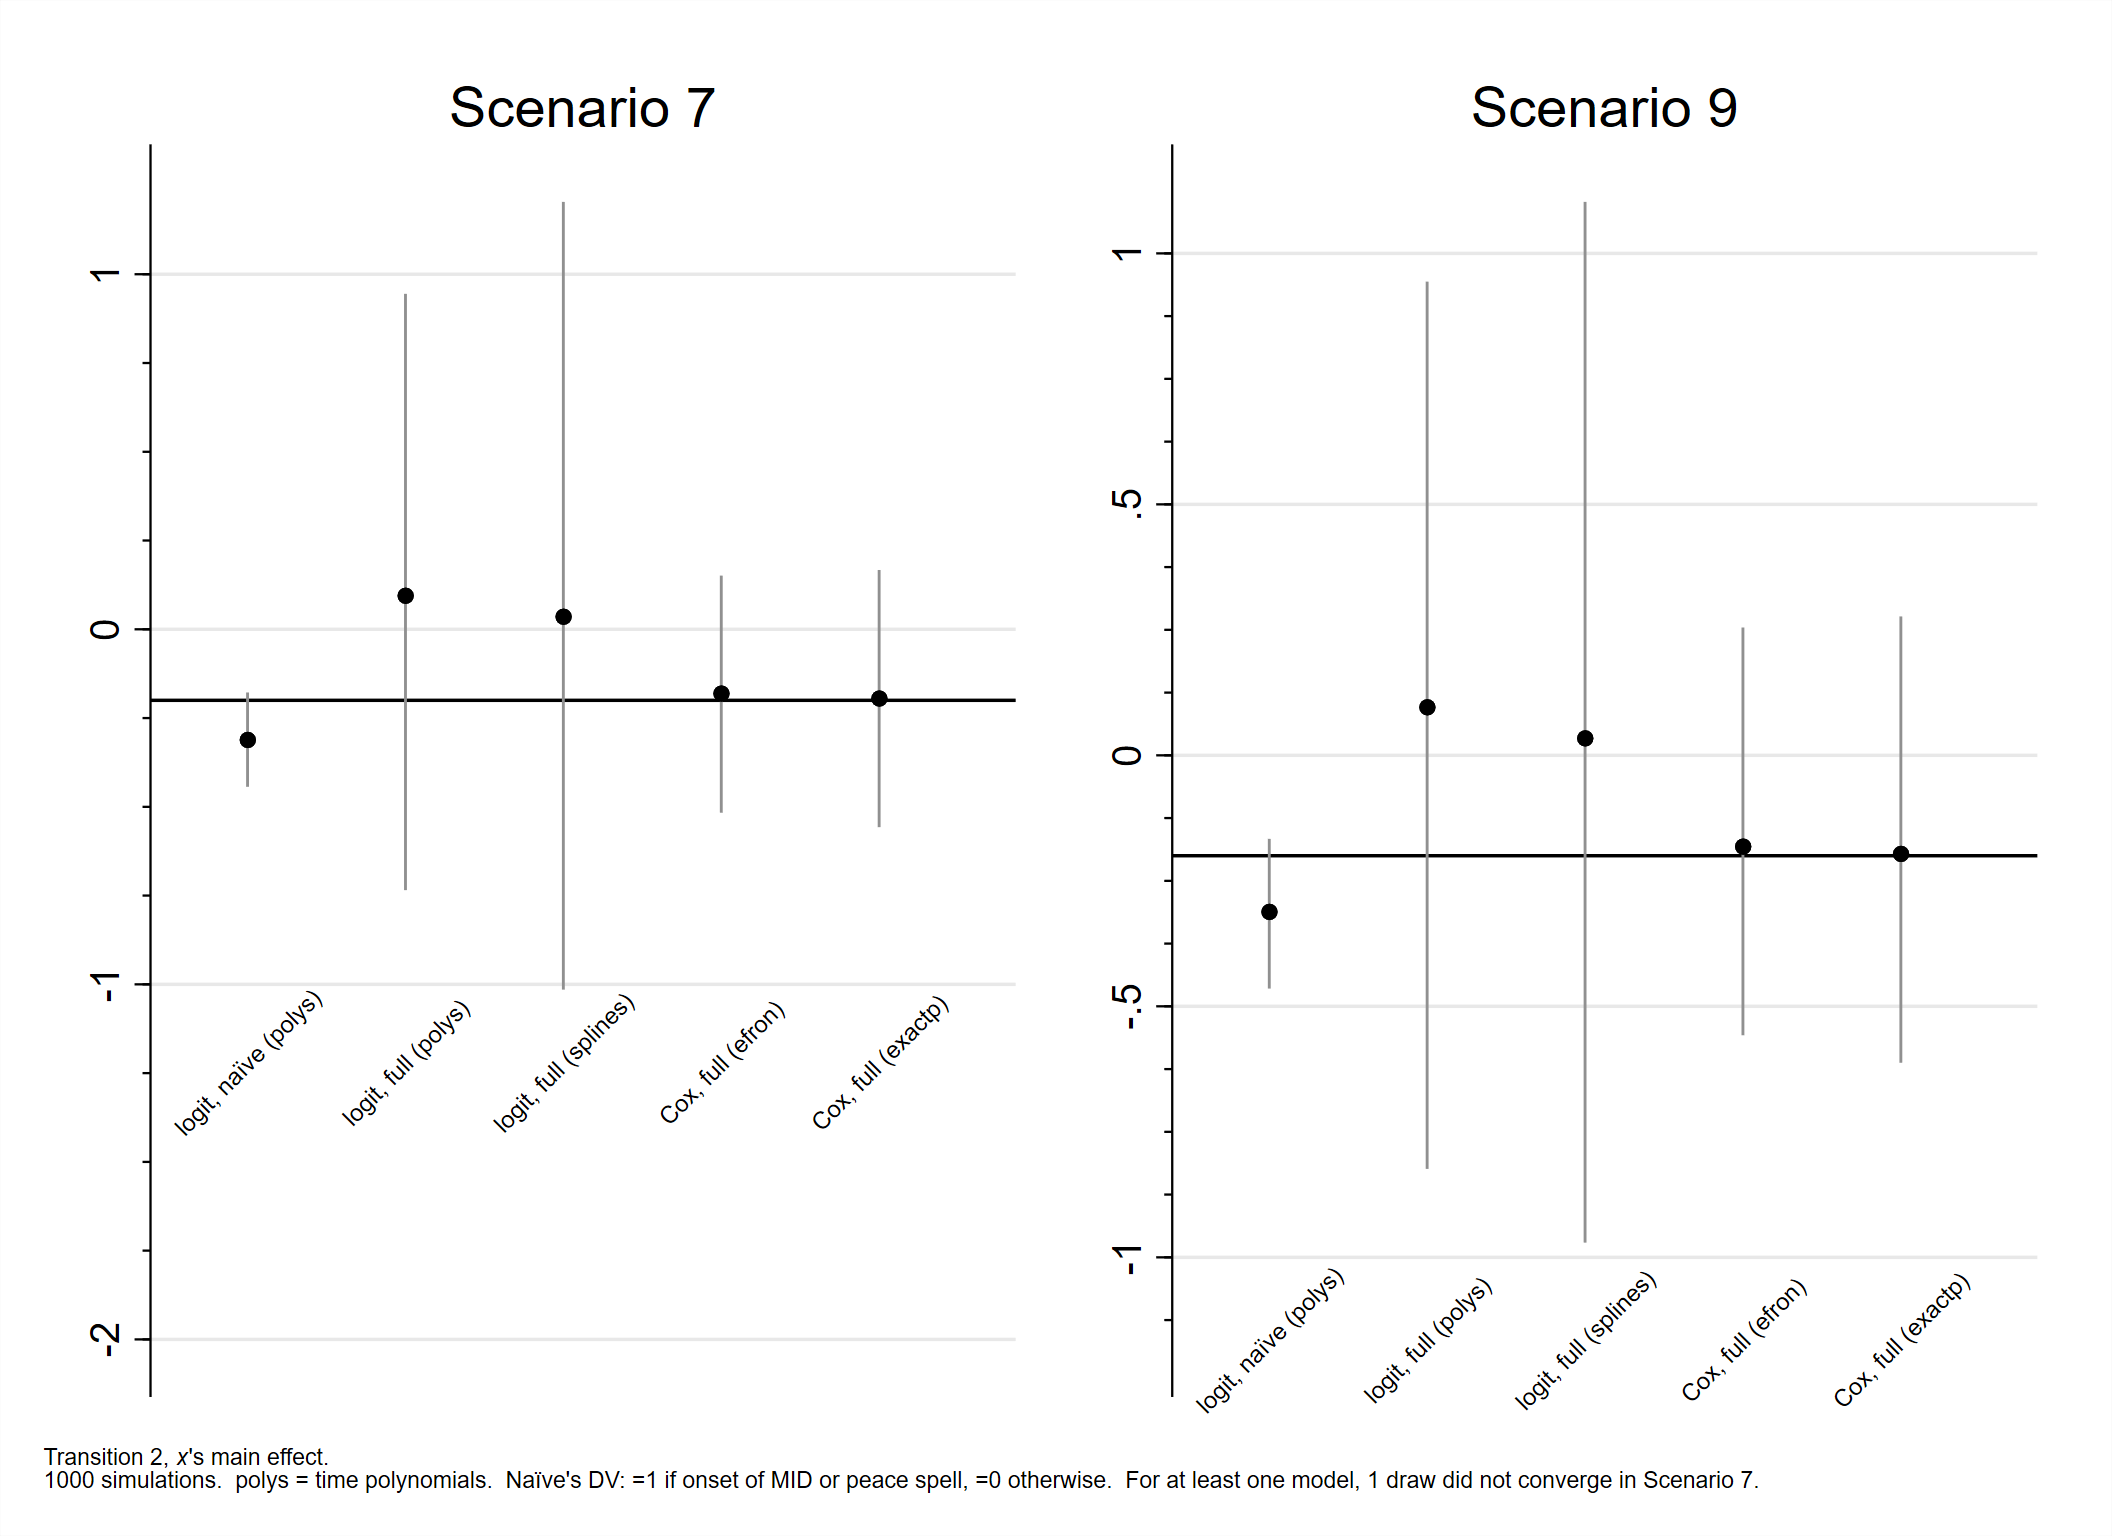 Scenario 7
1
0
-1
-2
logit, naïve (polys)
logit, full (polys)
logit, full (splines)
Cox, full (efron)
Cox, full (exactp)
Scenario 9
1
.5
0
-.5
-1
logit, naïve (polys)
logit, full (polys)
logit, full (splines)
Cox, full (efron)
Cox, full (exactp)
Transition 2, x's main effect.
1000 simulations.  polys = time polynomials.  Naïve's DV: =1 if onset of MID or peace spell, =0 otherwise.  For at least one model, 1 draw did not converge in Scenario 7.